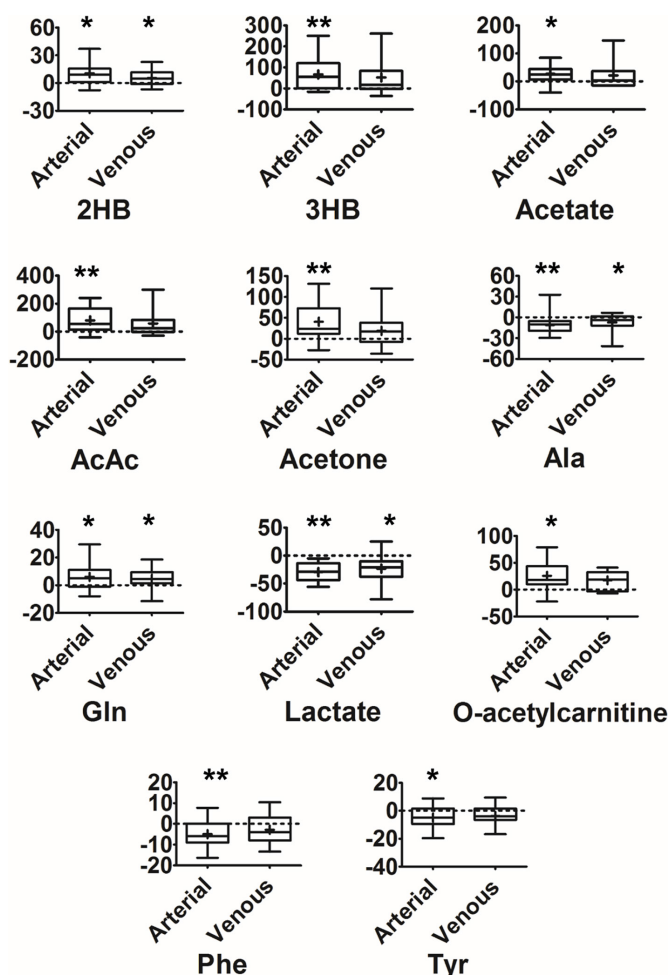 * *
60
30
0
-30
Arterial
Venous
2HB
**
300
200
100
0
-100
Arterial
Venous
3HB
*
200
100
0
-100
Arterial
Venous
Acetate
**
400
200
0
-200
Arterial
Venous
AcAc
**
150
100
50
0
-50
Arterial
Venous
Acetone
** *
30
0
-30
-60
Arterial
Venous
Ala
* *
40
20
0
-20
Arterial
Venous
Gln
** *
50
0
-50
-100
Arterial
Venous
Lactate
*
100
50
0
50
Arterial
Venous
O-acetylcarnitine
**
20
10
0
-10
-20
Arterial
Venous
Phe
*
20
0
-20
-40
Arterial
Venous
Tyr